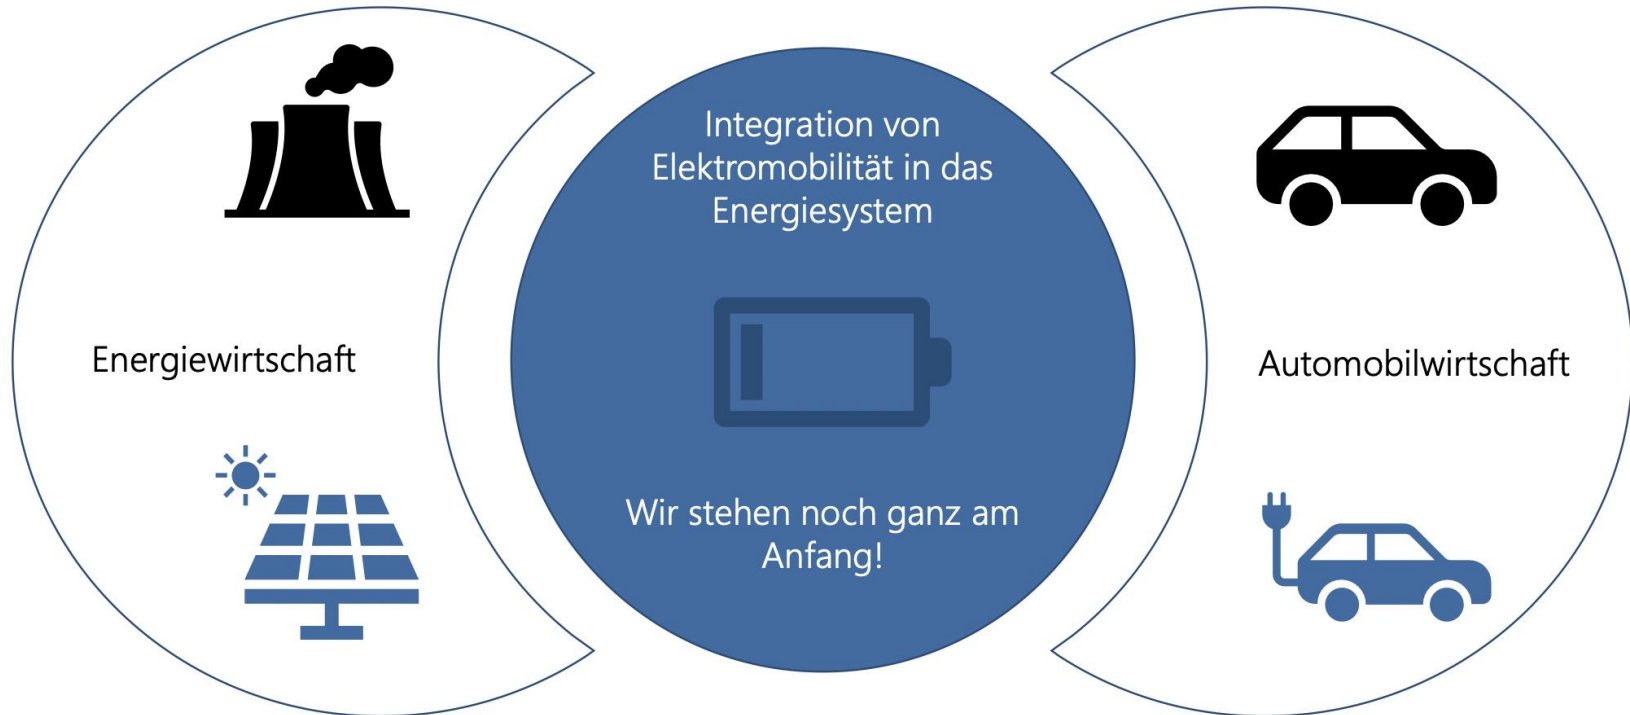 Integration von
Elektromobilität in das
Energiesystem
Energiewirtschaft
Automobilwirtschaft
Wir stehen noch ganz am
Anfang!